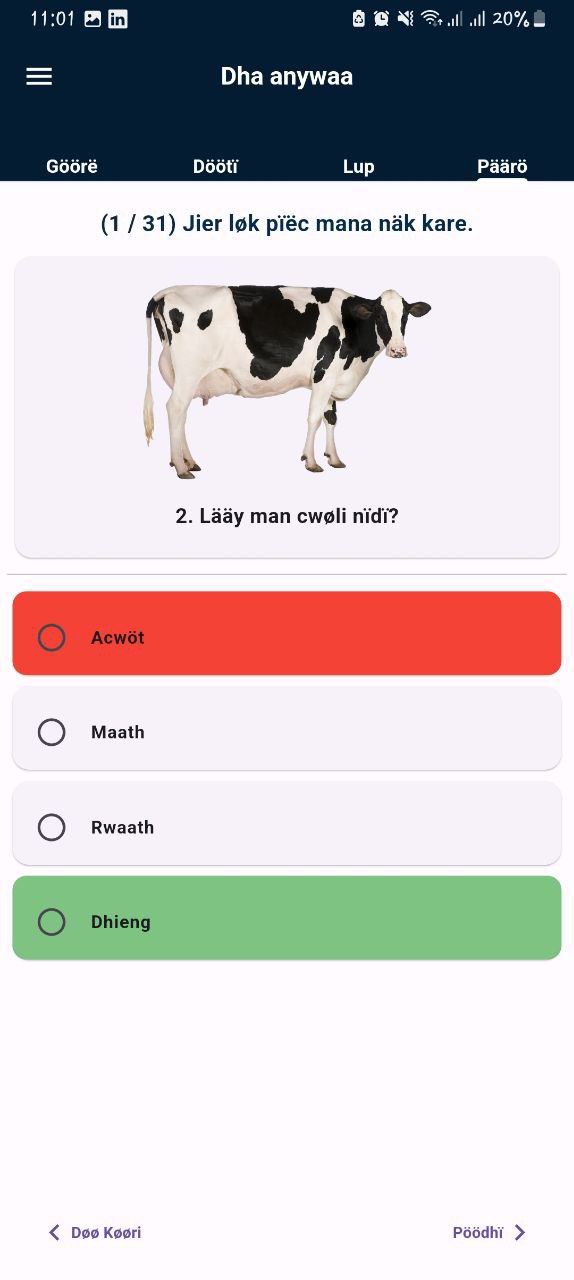 11:01 20%
Dha anywaa
Göörë Döötï Lup Päärö
(1 / 31) Jier løk pïëc mana näk kare.
2. Lääy man cwøli nïdï?
Acwöt
Maath
Rwaath
Dhieng
Døø Køøri Pöödhï